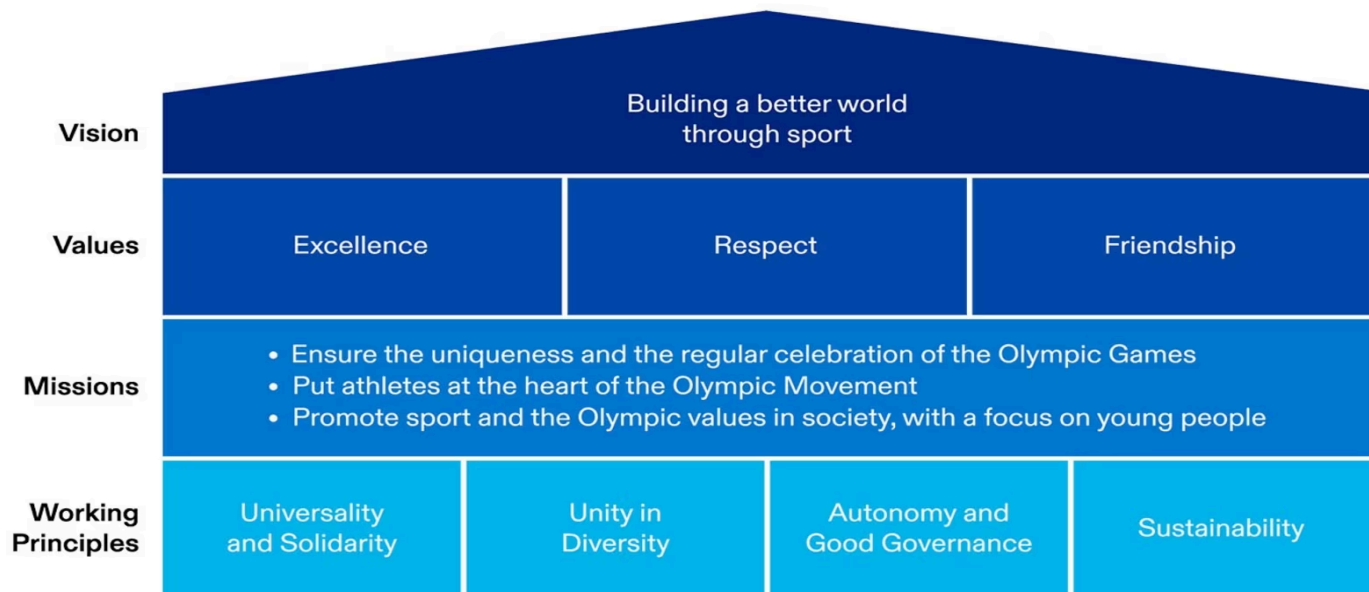 Building a better world
through sport
Vision
Values
Excellence
Respect
Friendship
Missions
• Ensure the uniqueness and the regular celebration of the Olympic Games
• Put athletes at the heart of the Olympic Movement
• Promote sport and the Olympic values in society, with a focus on young people
Working
Principles
Universality
and Solidarity
Unity in
Diversity
Autonomy and
Good Governance
Sustainability